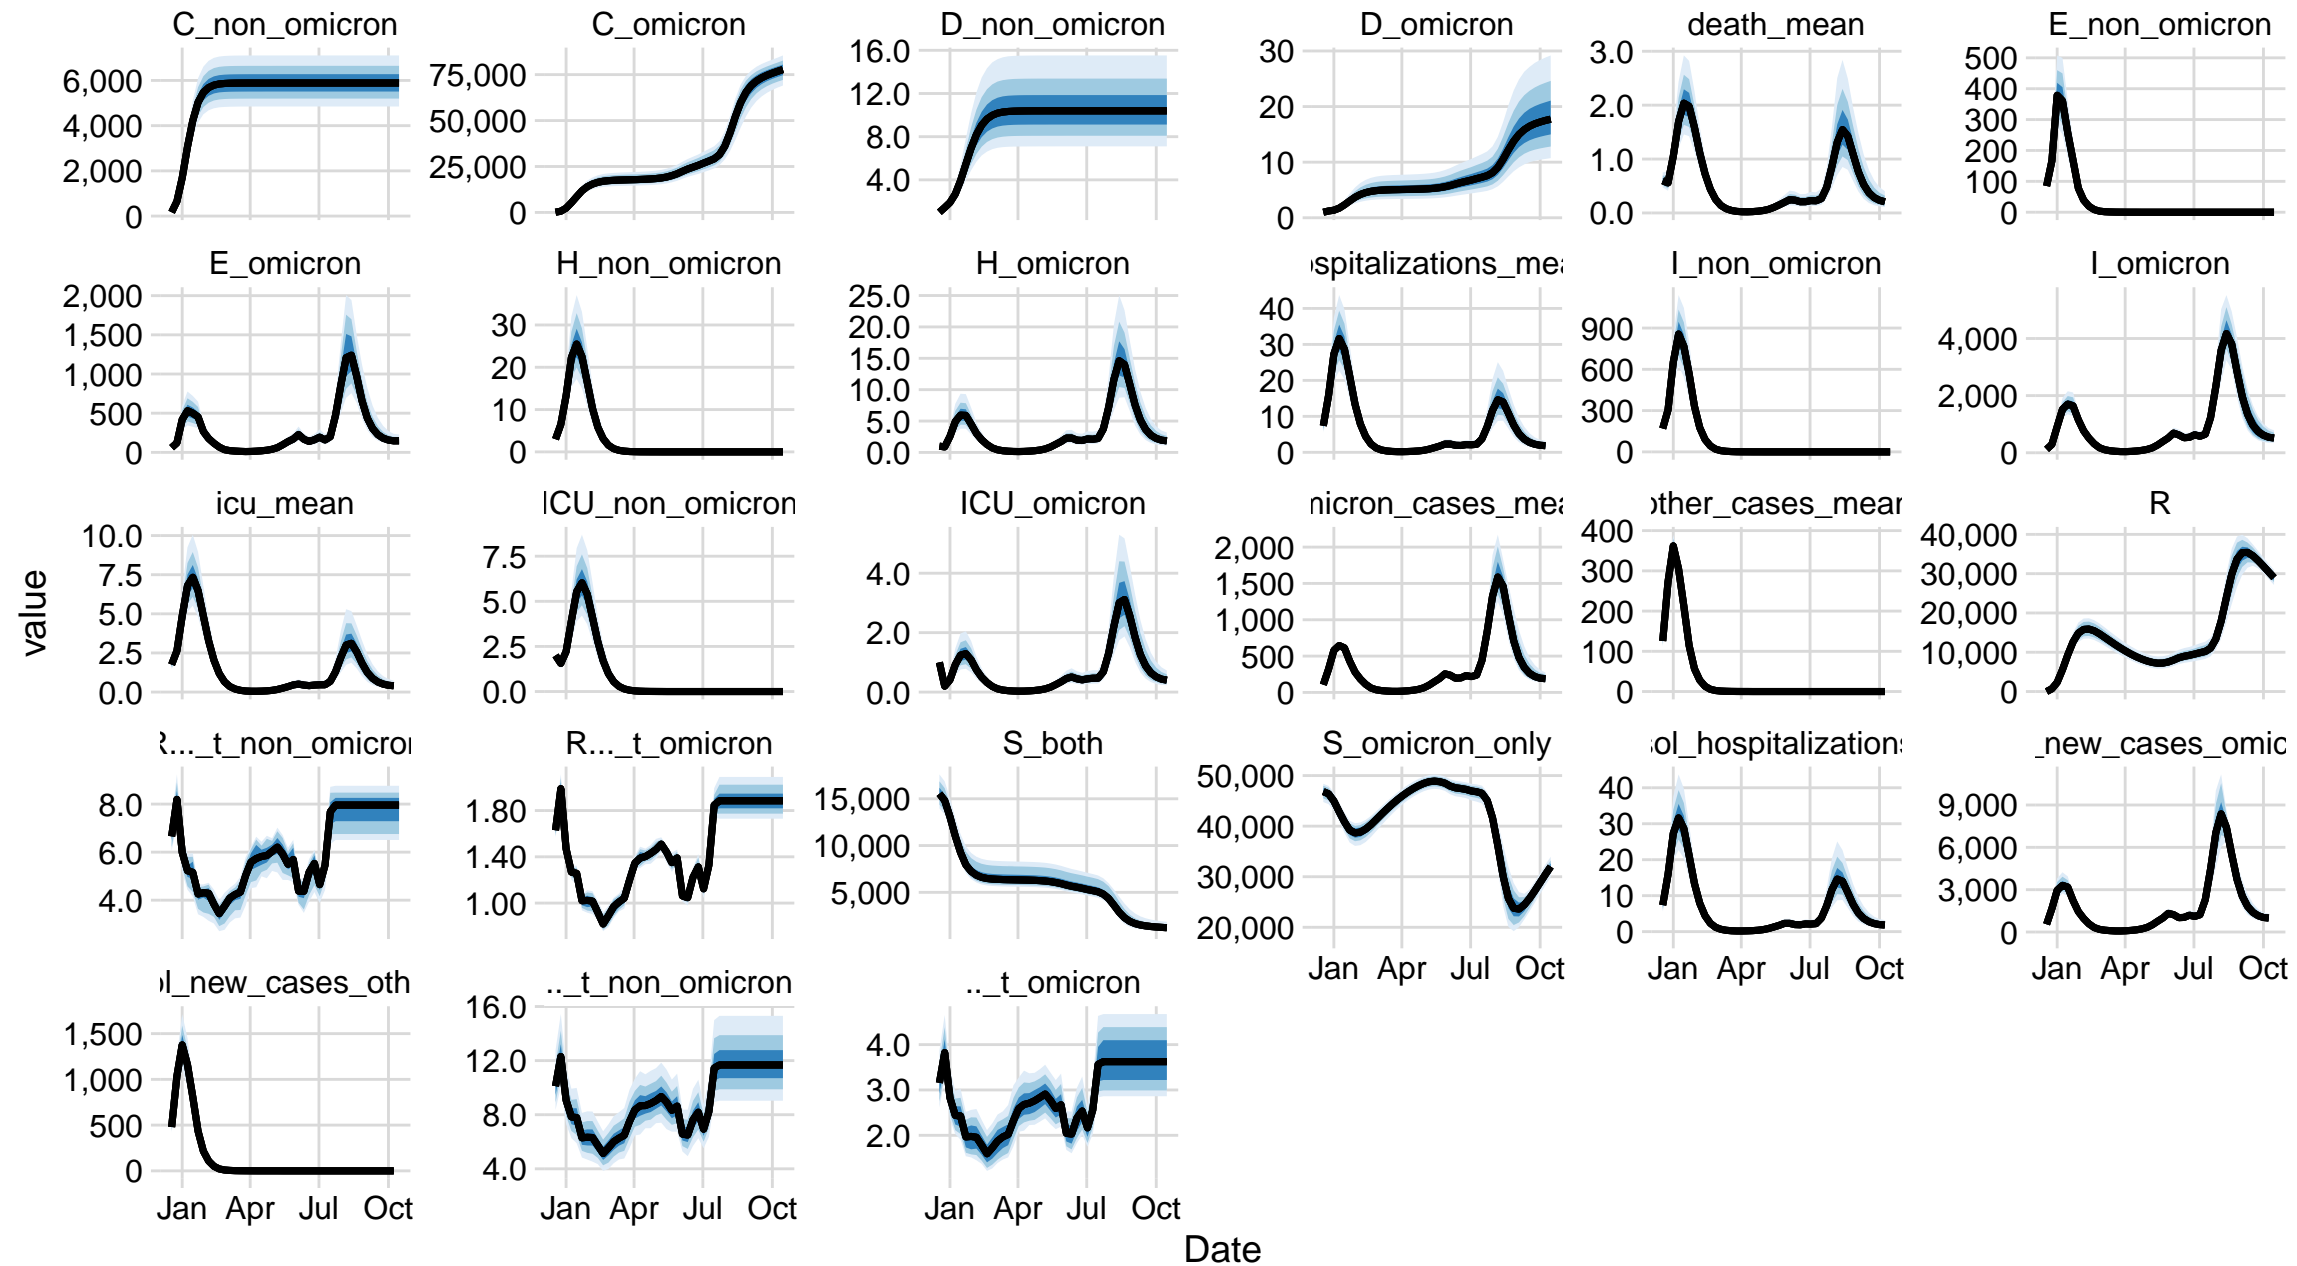 C_non_omicron C_omicron D_non_omicron D_omicron death_mean E_non_omicron
6,000 4,000 2,000 0
75,000 50,000 25,000 0
16.0 12.0 8.0 4.0
30 20 10 0
3.0 2.0 1.0 0.0
500 400 300 200 100 0
E_omicron H_non_omicron H_omicron spitalizations_mea I_non_omicron I_omicron
2,000 1,500 1,000 500 0
30 20 10 0
25.0 20.0 15.0 10.0 5.0 0.0
40 30 20 10 0
900 600 300 0
4,000 2,000 0
icu_mean ICU_non_omicron ICU_omicron micron_cases_mea other_cases_mean R
10.0 7.5 5.0 2.5 0.0
7.5 5.0 2.5 0.0
4.0 2.0 0.0
2,000 1,500 1,000 500 0
400 300 200 100 0
40,000 30,000 20,000 10,000 0
value
R..._t_non_omicron R..._t_omicron S_both S_omicron_only sol_hospitalizations _new_cases_omic
8.0 6.0 4.0
1.80 1.40 1.00
15,000 10,000 5,000
50,000 40,000 30,000 20,000
40 30 20 10 0
9,000 6,000 3,000 0
Jan Apr Jul Oct
Jan Apr Jul Oct
Jan Apr Jul Oct
ol_new_cases_oth .._t_non_omicron .._t_omicron
1,500 1,000 500 0
16.0 12.0 8.0 4.0
4.0 3.0 2.0
Jan Apr Jul Oct
Jan Apr Jul Oct
Jan Apr Jul Oct
Date